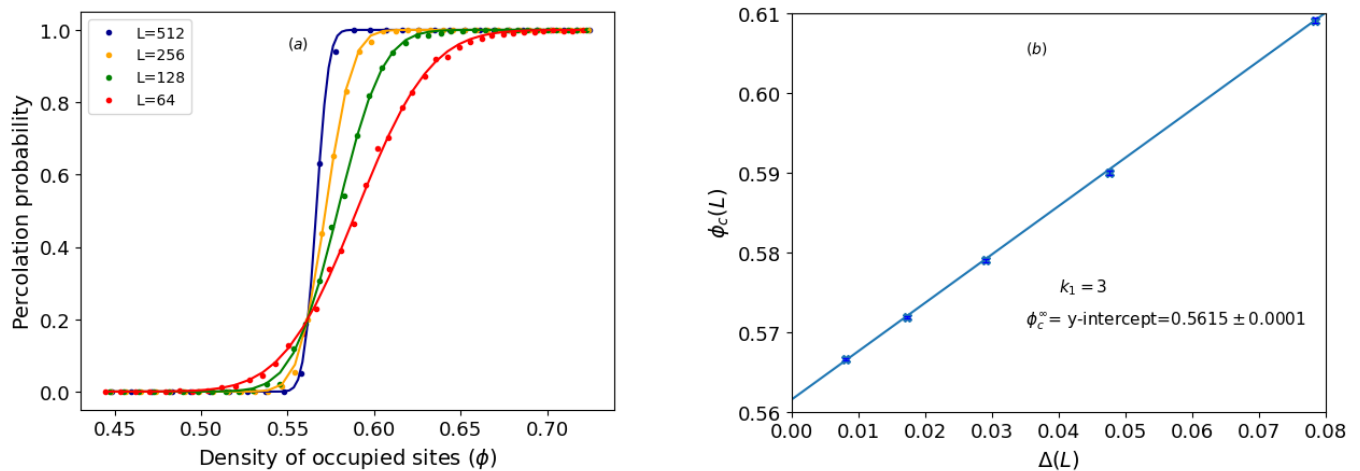 (a)
L=512
L=256
L=128
L=64
1.0
0.8
0.6
0.4
0.2
0.0
Percolation probability
0.45 0.50 0.55 0.60 0.65 0.70
Density of occupied sites (ϕ)
(b)
0.61
0.60
0.59
0.58
0.57
0.56
ϕ_c(L)
k₁ = 3
ϕ_c^∞= y-intercept=0.5615 ± 0.0001
0.00 0.01 0.02 0.03 0.04 0.05 0.06 0.07 0.08
Δ(L)